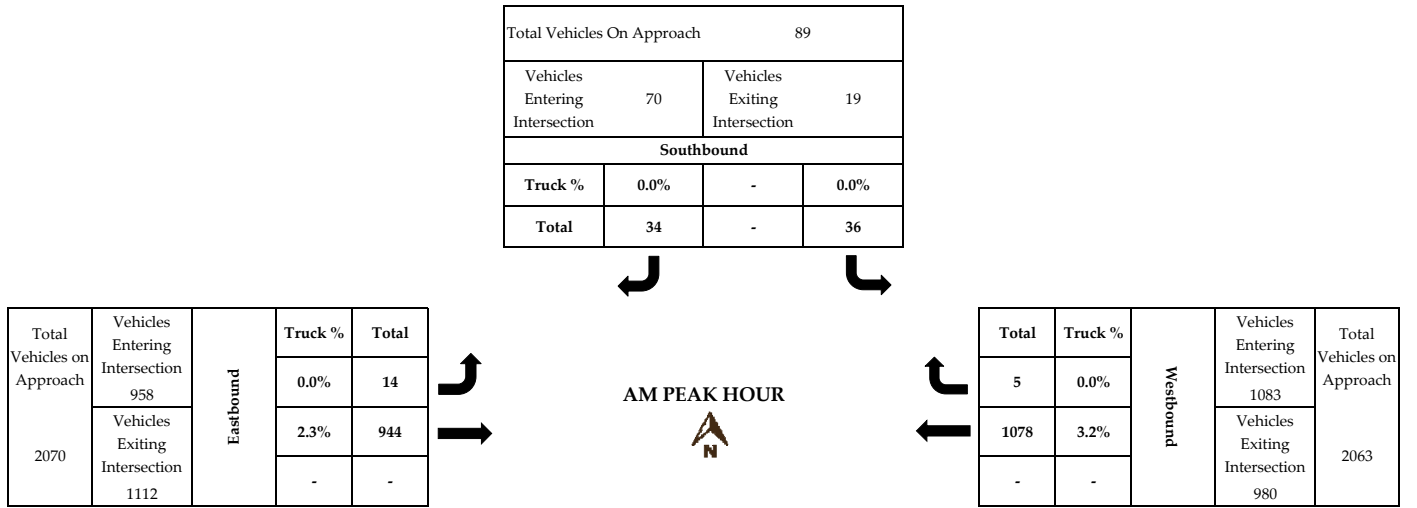 Total Vehicles On Approach 89
Vehicles
Entering
Intersection
70
Vehicles
Exiting
Intersection
19
Southbound
Truck % 0.0% - 0.0%
Total 34 - 36
Total
Vehicles on
Approach
2070
Vehicles
Entering
Intersection
958
Vehicles
Exiting
Intersection
1112
Eastbound
Truck % Total
0.0% 14
2.3% 944
- -
AM PEAK HOUR
N
Total Truck %
5 0.0%
1078 3.2%
- -
Westbound
Vehicles
Entering
Intersection
1083
Vehicles
Exiting
Intersection
980
Total
Vehicles on
Approach
2063